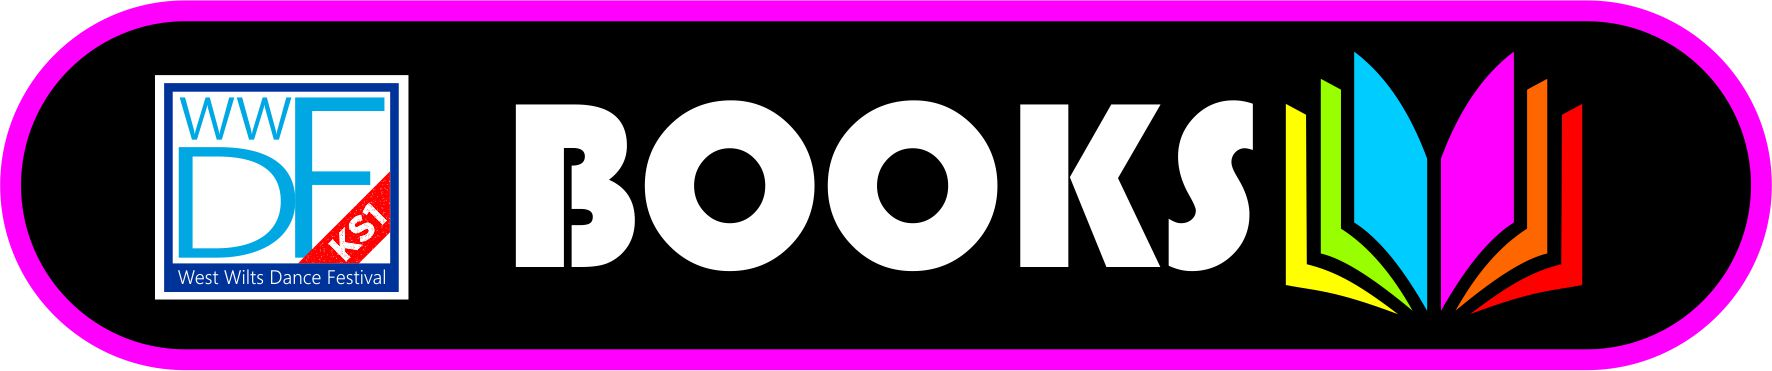 WW
DF
KS1
West Wilts Dance Festival
BOOKS